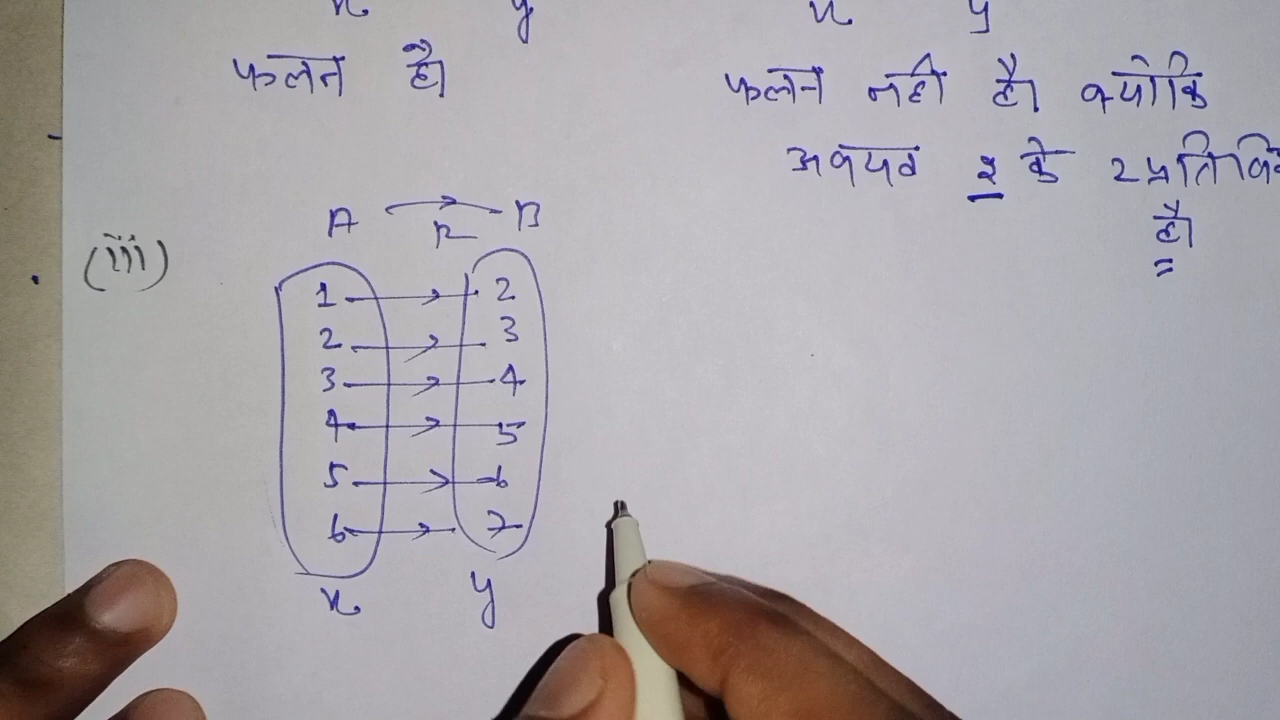 x y
फलन है।
x y
फलन नही है। क्योकि
अवयव २ के 2 प्रतिबि
है।
(iii)
A → B
R
1 → 2
2 → 3
3 → 4
4 → 5
5 → 6
6 → 7
x y